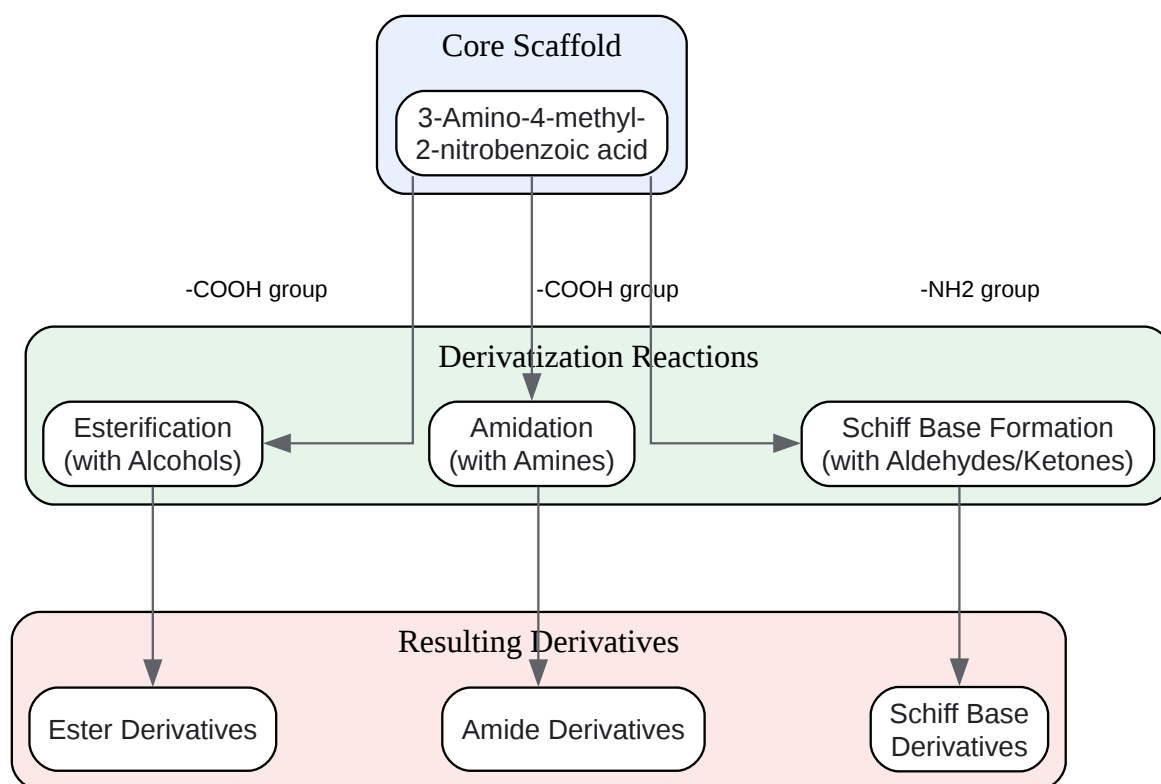 Core Scaffold
3-Amino-4-methyl-
2-nitrobenzoic acid
-COOH group
-COOH group
-NH2 group
Derivatization Reactions
Esterification
(with Alcohols)
Amidation
(with Amines)
Schiff Base Formation
(with Aldehydes/Ketones)
Resulting Derivatives
Ester Derivatives
Amide Derivatives
Schiff Base
Derivatives